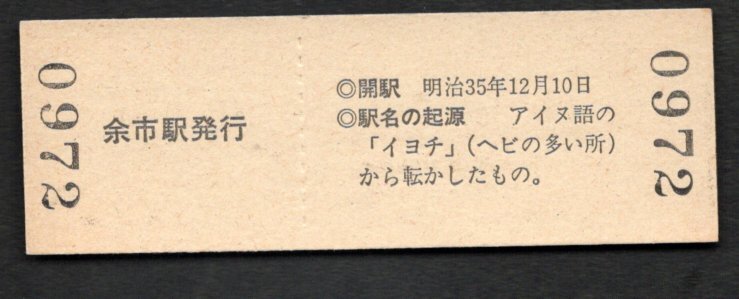 0972
余市駅発行
◎開駅 明治35年12月10日
◎駅名の起源 アイヌ語の
「イヨチ」(ヘビの多い所)
から転かしたもの。
0972